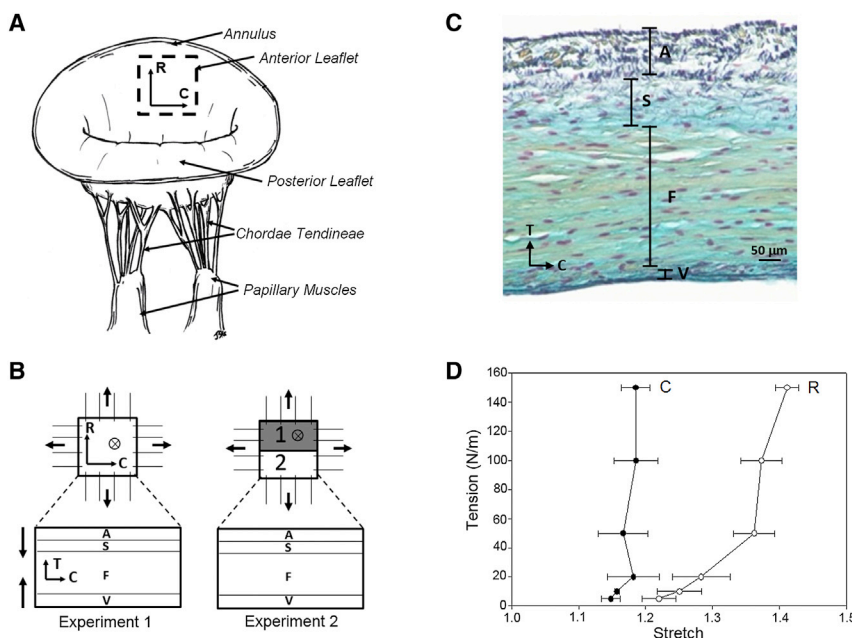 A
Annulus
Anterior Leaflet
R
C
Posterior Leaflet
Chordae Tendineae
Papillary Muscles
B
R
C
A
S
T
F
C
V
Experiment 1
1
2
A
S
F
V
Experiment 2
C
A
S
F
T
C
V
50 μm
D
160
140
120
100
80
60
40
20
0
Tension (N/m)
C
R
1.0
1.1
1.2
1.3
1.4
1.5
Stretch